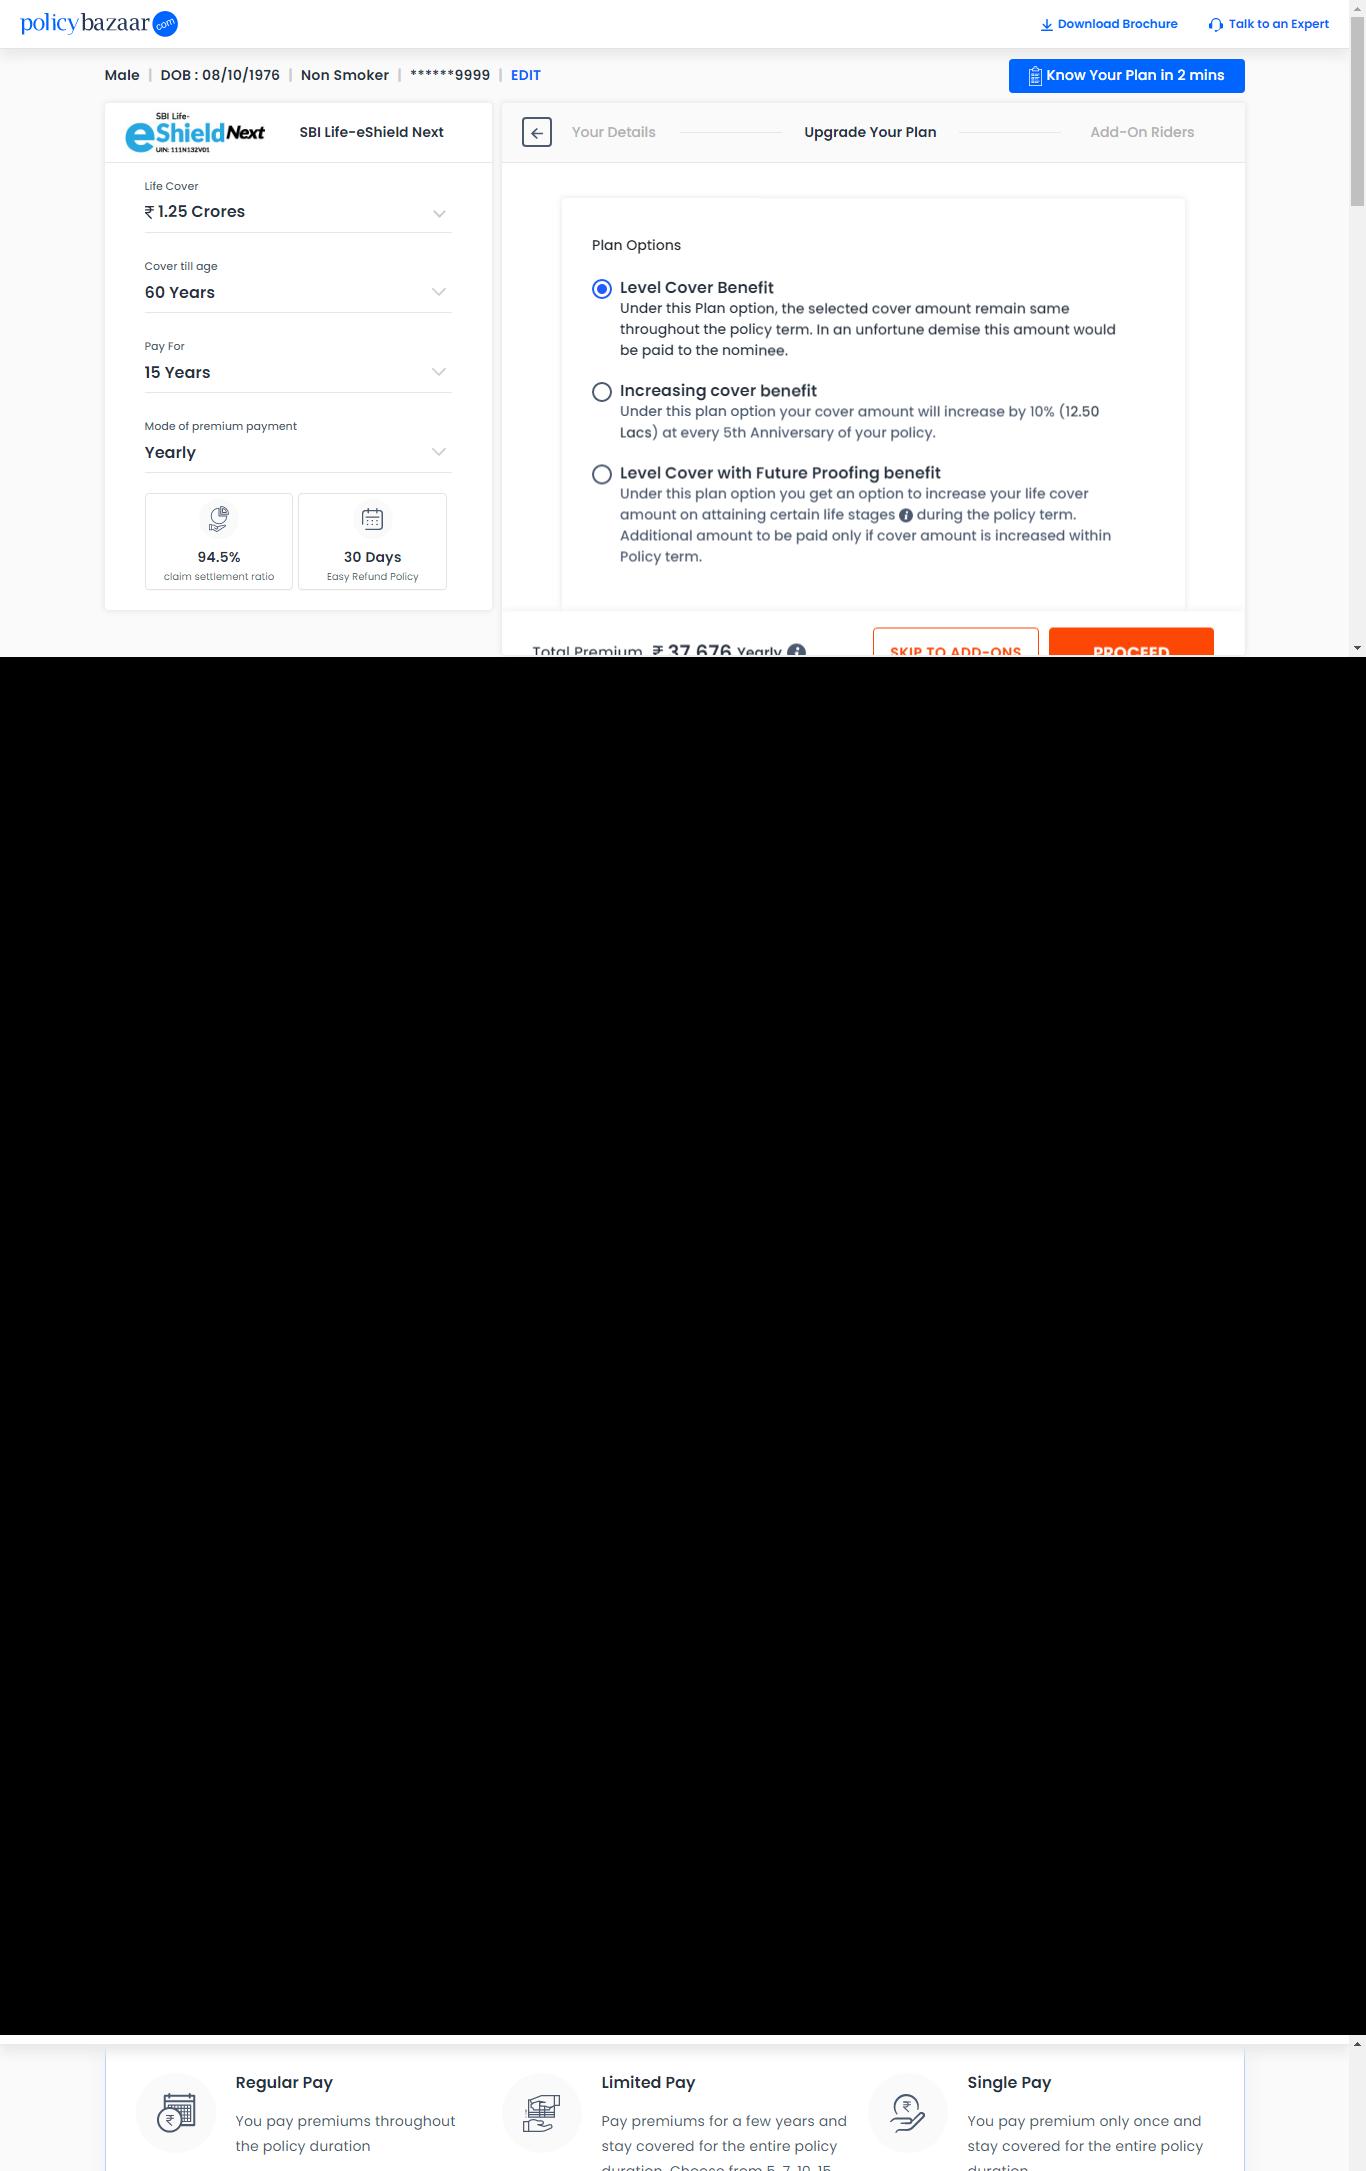 policybazaar.com
Download Brochure
Talk to an Expert
Male | DOB : 08/10/1976 | Non Smoker | ******9999 | EDIT
Know Your Plan in 2 mins
SBI Life-
eShield Next
UIN: 111N132V01
SBI Life-eShield Next
Life Cover
₹ 1.25 Crores
Cover till age
60 Years
Pay For
15 Years
Mode of premium payment
Yearly
94.5%
claim settlement ratio
30 Days
Easy Refund Policy
Your Details
Upgrade Your Plan
Add-On Riders
Plan Options
Level Cover Benefit
Under this Plan option, the selected cover amount remain same
throughout the policy term. In an unfortune demise this amount would
be paid to the nominee.
Increasing cover benefit
Under this plan option your cover amount will increase by 10% (12.50
Lacs) at every 5th Anniversary of your policy.
Level Cover with Future Proofing benefit
Under this plan option you get an option to increase your life cover
amount on attaining certain life stages during the policy term.
Additional amount to be paid only if cover amount is increased within
Policy term.
Total Premium ₹ 37,676 Yearly
SKIP TO ADD-ONS
PROCEED
Regular Pay
You pay premiums throughout
the policy duration
Limited Pay
Pay premiums for a few years and
stay covered for the entire policy
duration. Choose from 5, 7, 10, 15
Single Pay
You pay premium only once and
stay covered for the entire policy
duration